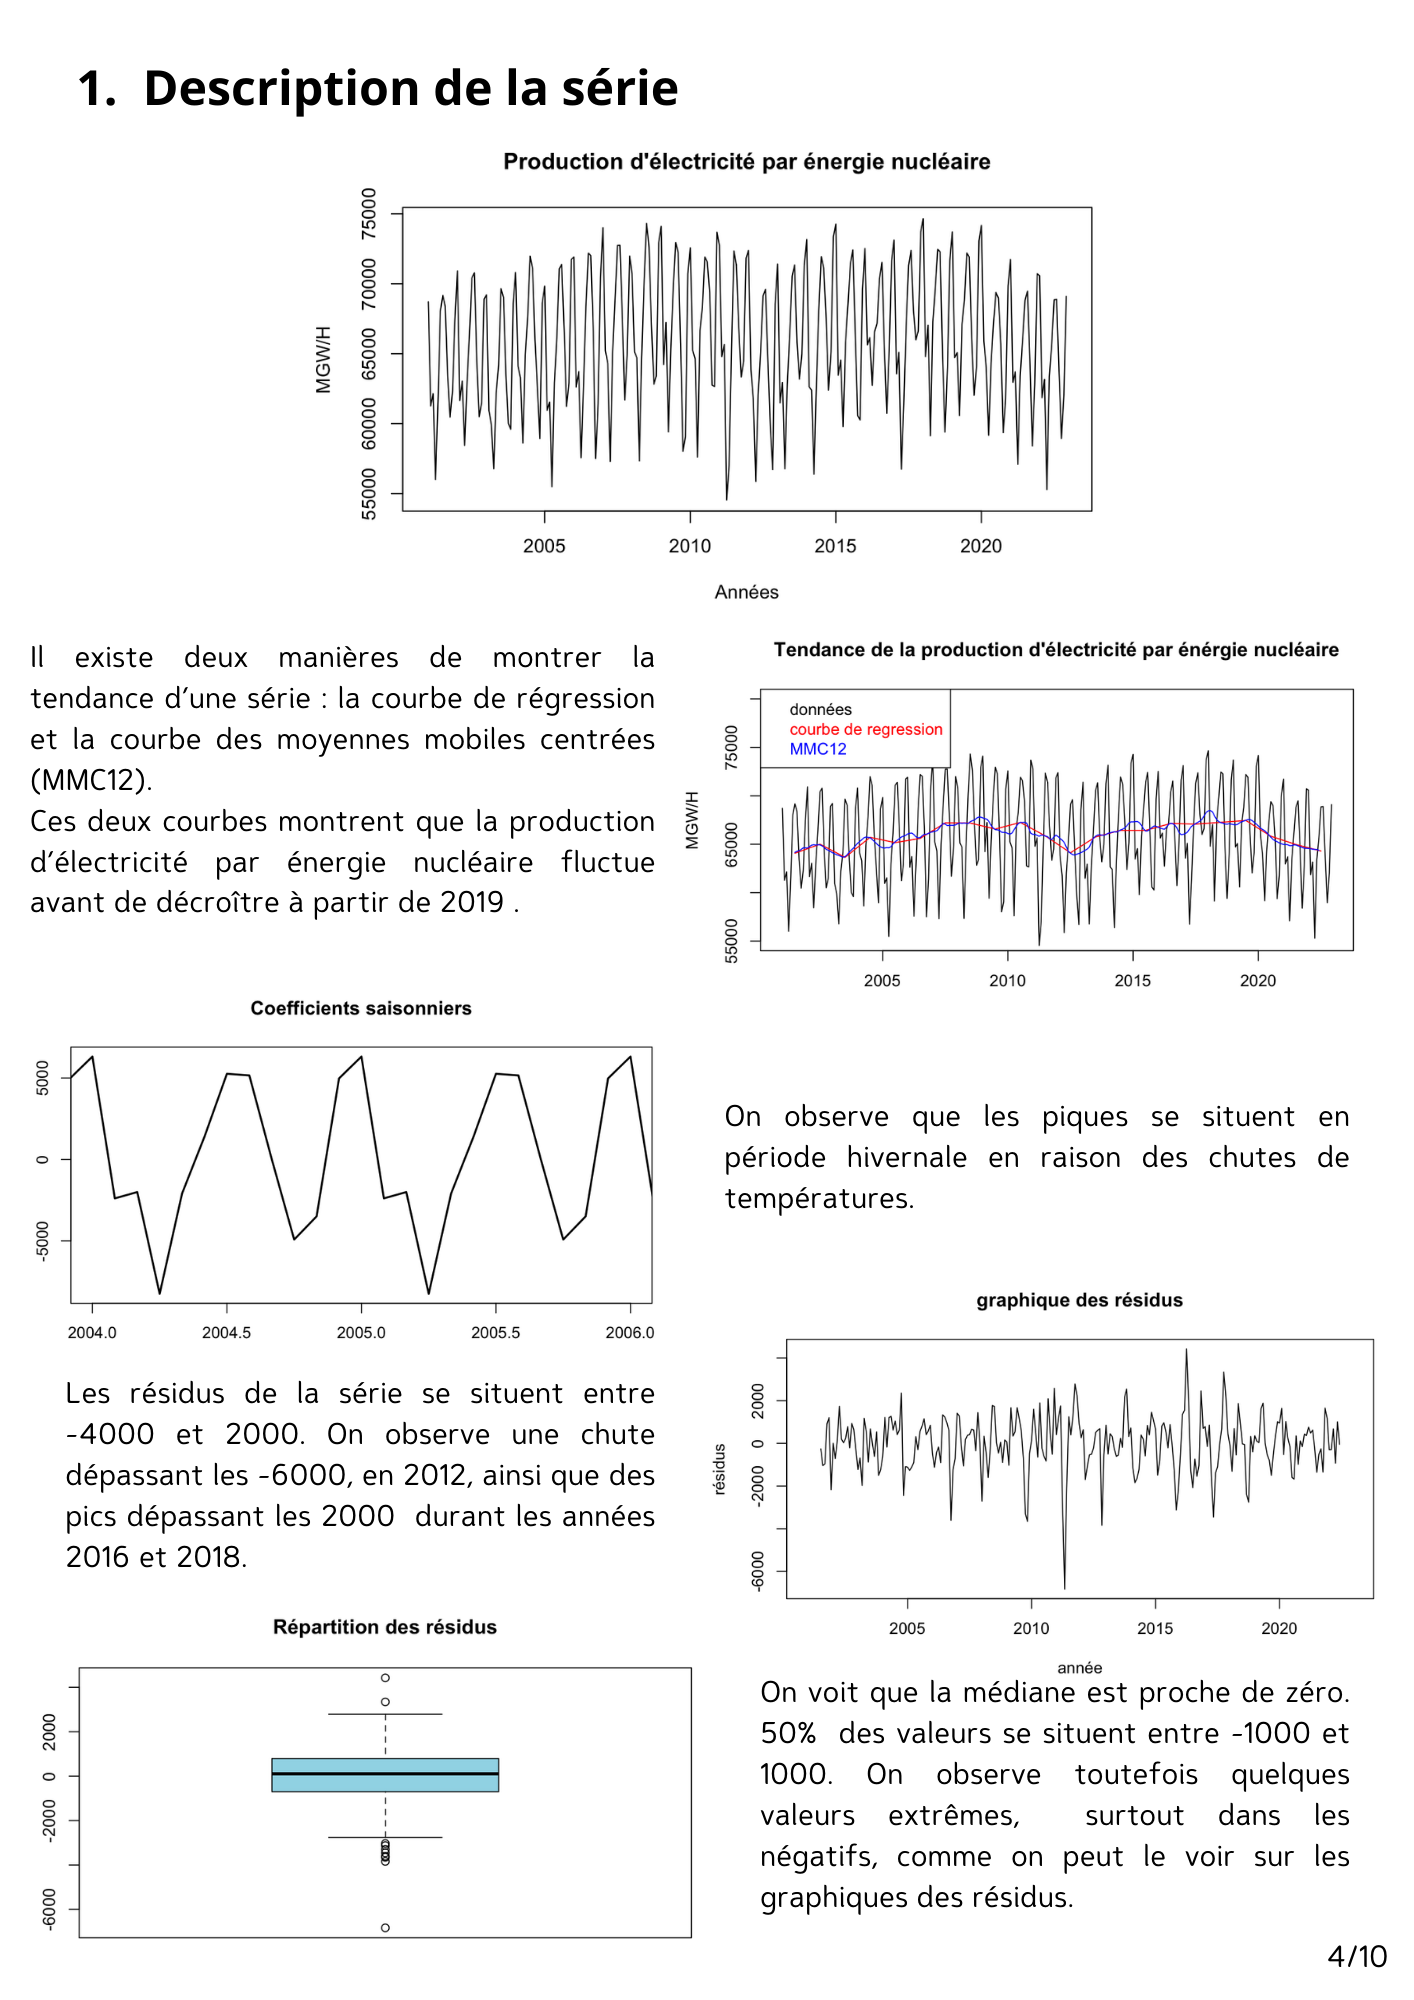 1. Description de la série
Production d'électricité par énergie nucléaire
MGW/H
75000
70000
65000
60000
55000
2005 2010 2015 2020
Années
Il existe deux manières de montrer la
tendance d’une série : la courbe de régression
et la courbe des moyennes mobiles centrées
(MMC12).
Ces deux courbes montrent que la production
d’électricité par énergie nucléaire fluctue
avant de décroître à partir de 2019 .
Tendance de la production d'électricité par énérgie nucléaire
données
courbe de regression
MMC12
MGW/H
75000
65000
55000
2005 2010 2015 2020
Coefficients saisonniers
5000
0
-5000
2004.0 2004.5 2005.0 2005.5 2006.0
On observe que les piques se situent en
période hivernale en raison des chutes de
températures.
graphique des résidus
résidus
2000
0
-2000
-6000
2005 2010 2015 2020
année
Les résidus de la série se situent entre
-4000 et 2000. On observe une chute
dépassant les -6000, en 2012, ainsi que des
pics dépassant les 2000 durant les années
2016 et 2018.
Répartition des résidus
2000
0
-2000
-6000
On voit que la médiane est proche de zéro.
50% des valeurs se situent entre -1000 et
1000. On observe toutefois quelques
valeurs extrêmes, surtout dans les
négatifs, comme on peut le voir sur les
graphiques des résidus.
4/10